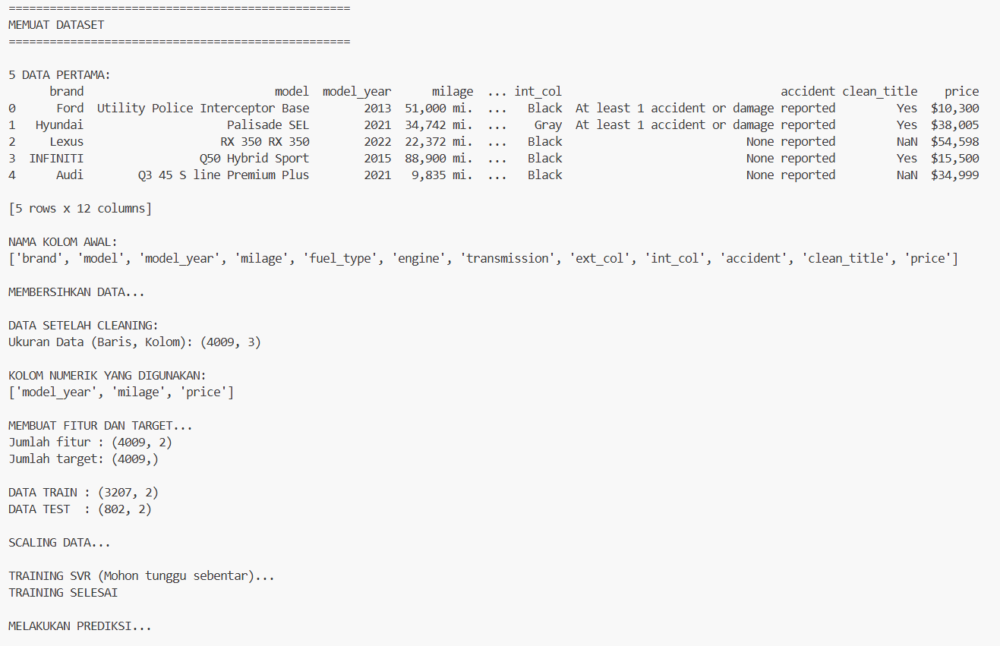 ==================================================
MEMUAT DATASET
==================================================
5 DATA PERTAMA:
brand model model_year milage ... int_col accident clean_title price
0 Ford Utility Police Interceptor Base 2013 51,000 mi. ... Black At least 1 accident or damage reported Yes $10,300
1 Hyundai Palisade SEL 2021 34,742 mi. ... Gray At least 1 accident or damage reported Yes $38,005
2 Lexus RX 350 RX 350 2022 22,372 mi. ... Black None reported NaN $54,598
3 INFINITI Q50 Hybrid Sport 2015 88,900 mi. ... Black None reported Yes $15,500
4 Audi Q3 45 S line Premium Plus 2021 9,835 mi. ... Black None reported NaN $34,999
[5 rows x 12 columns]
NAMA KOLOM AWAL:
['brand', 'model', 'model_year', 'milage', 'fuel_type', 'engine', 'transmission', 'ext_col', 'int_col', 'accident', 'clean_title', 'price']
MEMBERSIHKAN DATA...
DATA SETELAH CLEANING:
Ukuran Data (Baris, Kolom): (4009, 3)
KOLOM NUMERIK YANG DIGUNAKAN:
['model_year', 'milage', 'price']
MEMBUAT FITUR DAN TARGET...
Jumlah fitur : (4009, 2)
Jumlah target: (4009,)
DATA TRAIN : (3207, 2)
DATA TEST  : (802, 2)
SCALING DATA...
TRAINING SVR (Mohon tunggu sebentar)...
TRAINING SELESAI
MELAKUKAN PREDIKSI...